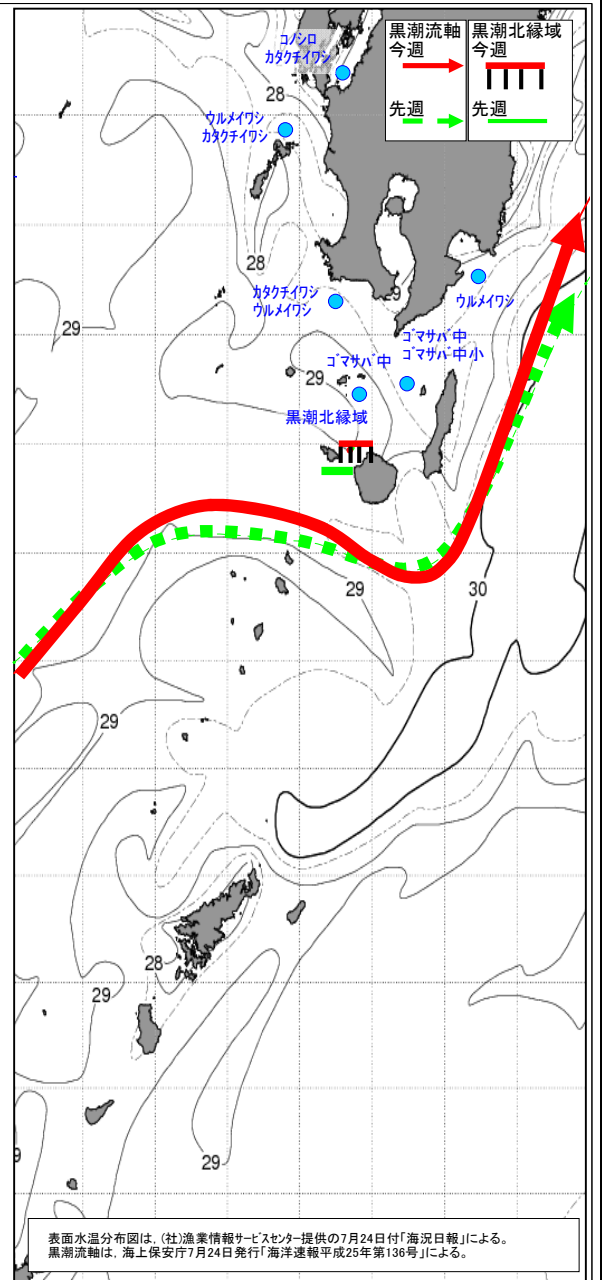 コノシロ
カタクチイワシ
黒潮流軸
今週
先週
黒潮北縁域
今週
先週
28
ウルメイワシ
カタクチイワシ
28
29
カタクチイワシ
ウルメイワシ
29
ウルメイワシ
ゴマサバ中
ゴマサバ中小
ゴマサバ中
29
黒潮北縁域
29
30
29
28
29
29
9
表面水温分布図は，(社)漁業情報サービスセンター提供の7月24日付「海況日報」による。
黒潮流軸は，海上保安庁7月24日発行「海洋速報平成25年第136号」による。